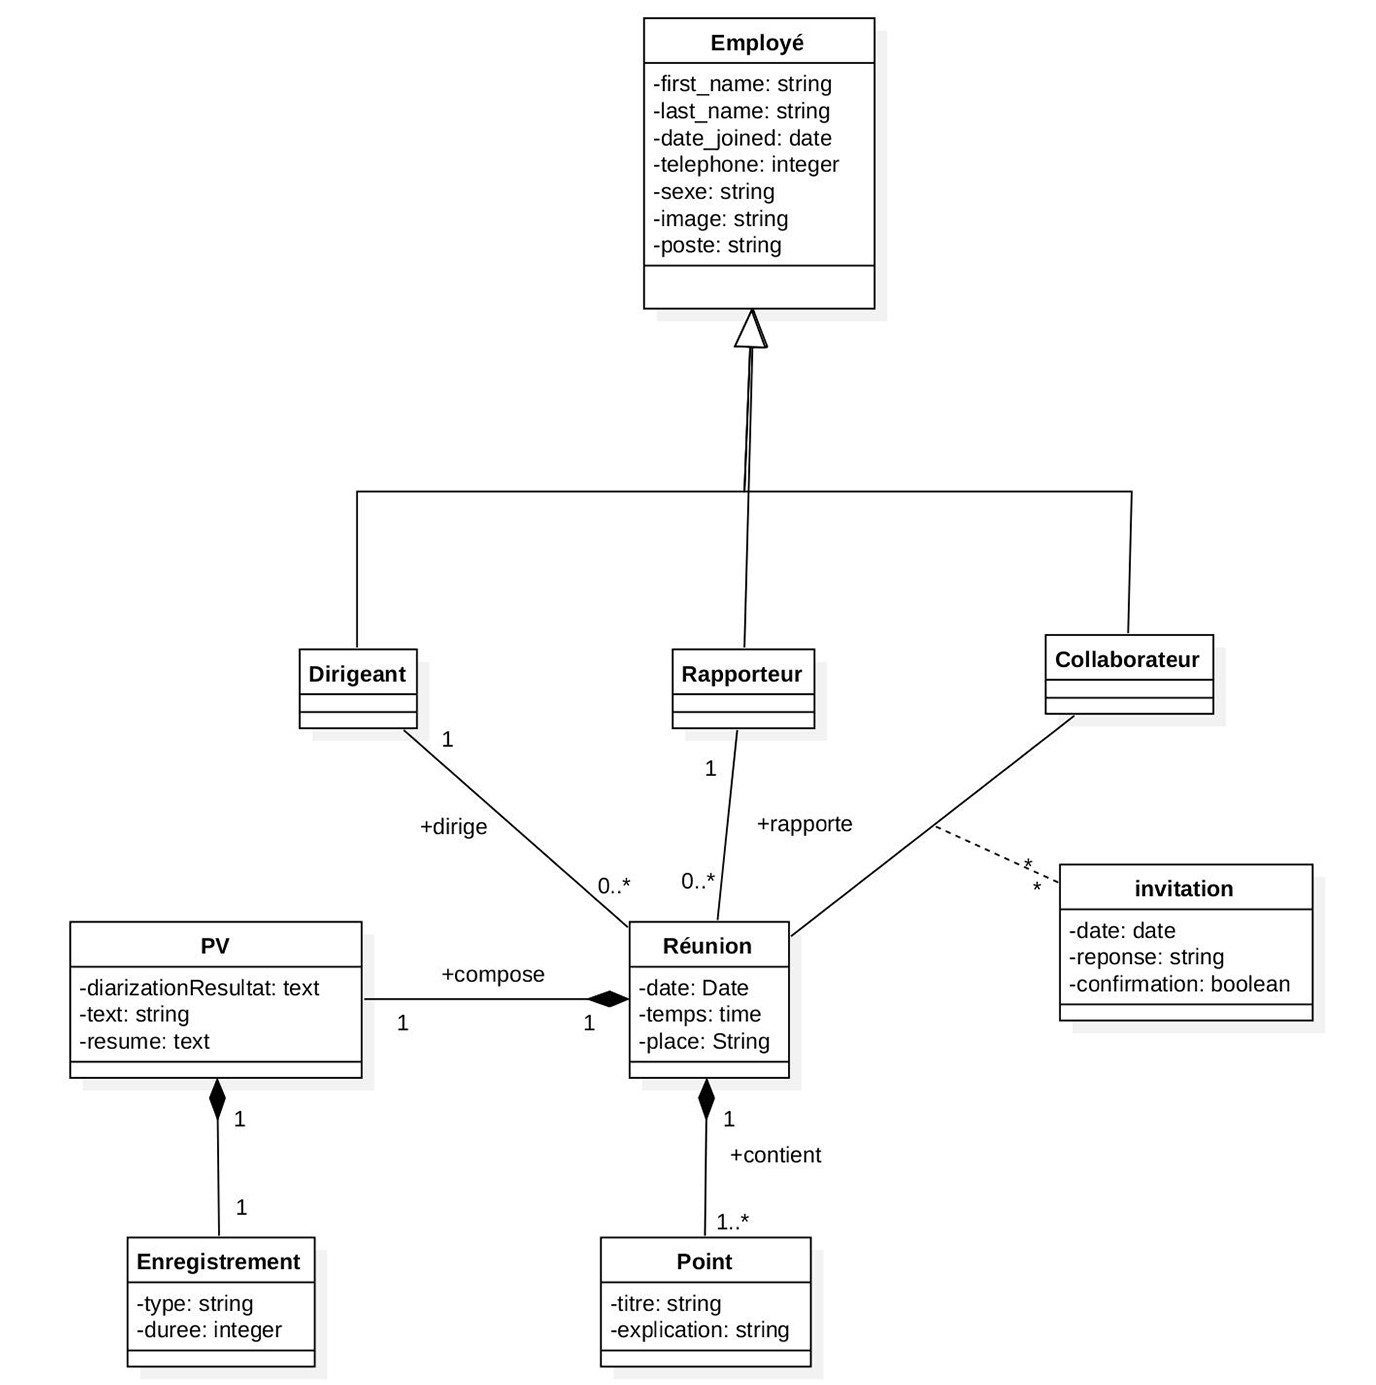 Employé
-first_name: string
-last_name: string
-date_joined: date
-telephone: integer
-sexe: string
-image: string
-poste: string
Dirigeant
Rapporteur
Collaborateur
1
+dirige
0..*
1
+rapporte
0..*
*
*
invitation
-date: date
-reponse: string
-confirmation: boolean
PV
-diarizationResultat: text
-text: string
-resume: text
+compose
1
1
Réunion
-date: Date
-temps: time
-place: String
1
1
1
+contient
1..*
Enregistrement
-type: string
-duree: integer
Point
-titre: string
-explication: string